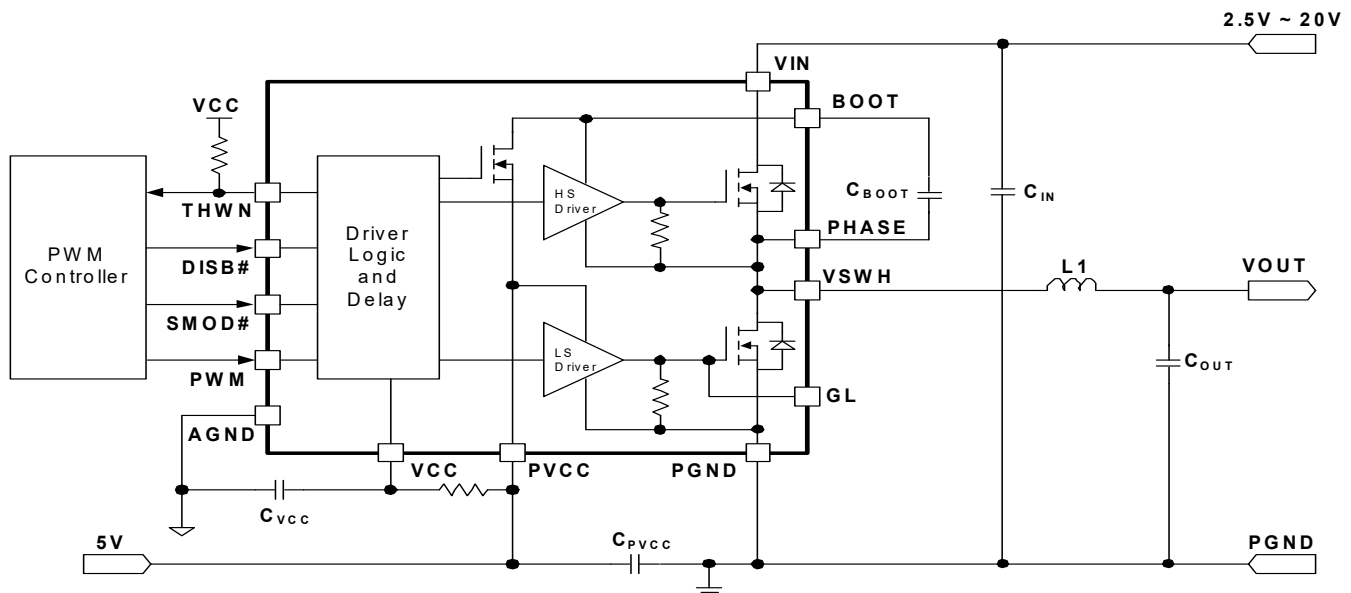 2.5V ~ 20V
VIN
VCC
BOOT
THWN
HS
Driver
C BOOT
C IN
PWM
Controller
Driver
Logic
and
Delay
DISB#
PHASE
L1
VOUT
VSWH
SMOD#
LS
Driver
C OUT
PWM
GL
AGND
VCC
PVCC
PGND
C VCC
5V
C PVCC
PGND